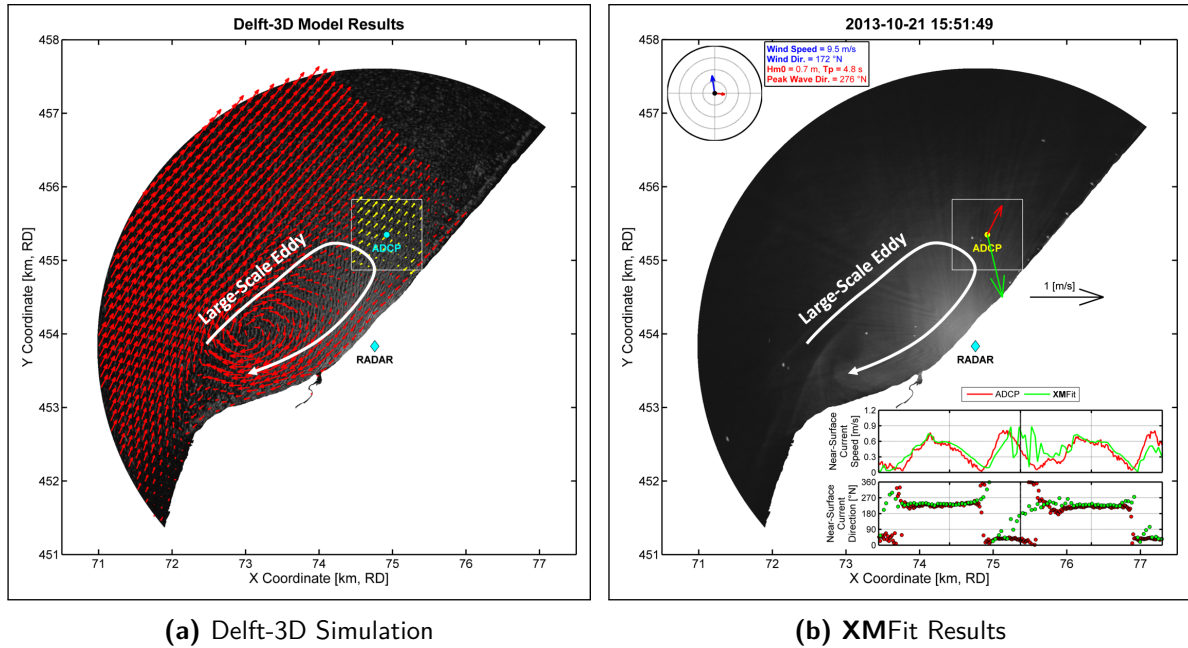 Delft-3D Model Results
458
457
456
455
454
453
452
451
Y Coordinate [km, RD]
ADCP
Large-Scale Eddy
RADAR
71 72 73 74 75 76 77
X Coordinate [km, RD]
(a) Delft-3D Simulation
2013-10-21 15:51:49
Wind Speed = 9.5 m/s
Wind Dir. = 172 °N
Hm0 = 0.7 m, Tp = 4.8 s
Peak Wave Dir. = 276 °N
458
457
456
455
454
453
452
451
Y Coordinate [km, RD]
ADCP
Large-Scale Eddy
1 [m/s]
RADAR
ADCP XMFit
1.2
0.9
0.6
0.3
0
Near-Surface
Current
Speed [m/s]
360
270
180
90
0
Near-Surface
Current
Direction [°N]
71 72 73 74 75 76 77
X Coordinate [km, RD]
(b) XMFit Results